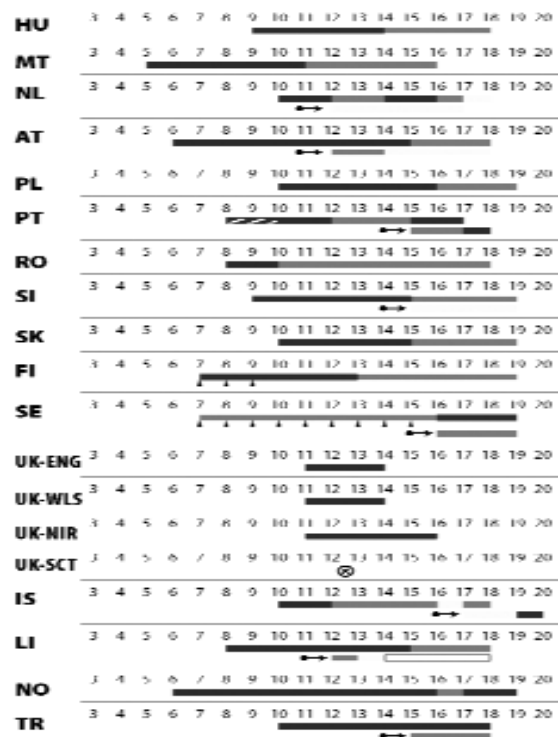 HU 3 4 5 6 7 8 9 10 11 12 13 14 15 16 17 18 19 20
MT 3 4 5 6 7 8 9 10 11 12 13 14 15 16 17 18 19 20
NL 3 4 5 6 7 8 9 10 11 12 13 14 15 16 17 18 19 20
AT 3 4 5 6 7 8 9 10 11 12 13 14 15 16 17 18 19 20
PL 3 4 5 6 7 8 9 10 11 12 13 14 15 16 17 18 19 20
PT 3 4 5 6 7 8 9 10 11 12 13 14 15 16 17 18 19 20
RO 3 4 5 6 7 8 9 10 11 12 13 14 15 16 17 18 19 20
SI 3 4 5 6 7 8 9 10 11 12 13 14 15 16 17 18 19 20
SK 3 4 5 6 7 8 9 10 11 12 13 14 15 16 17 18 19 20
FI 3 4 5 6 7 8 9 10 11 12 13 14 15 16 17 18 19 20
SE 3 4 5 6 7 8 9 10 11 12 13 14 15 16 17 18 19 20
UK-ENG 3 4 5 6 7 8 9 10 11 12 13 14 15 16 17 18 19 20
UK-WLS 3 4 5 6 7 8 9 10 11 12 13 14 15 16 17 18 19 20
UK-NIR 3 4 5 6 7 8 9 10 11 12 13 14 15 16 17 18 19 20
UK-SCT 3 4 5 6 7 8 9 10 11 12 13 14 15 16 17 18 19 20
IS 3 4 5 6 7 8 9 10 11 12 13 14 15 16 17 18 19 20
LI 3 4 5 6 7 8 9 10 11 12 13 14 15 16 17 18 19 20
NO 3 4 5 6 7 8 9 10 11 12 13 14 15 16 17 18 19 20
TR 3 4 5 6 7 8 9 10 11 12 13 14 15 16 17 18 19 20